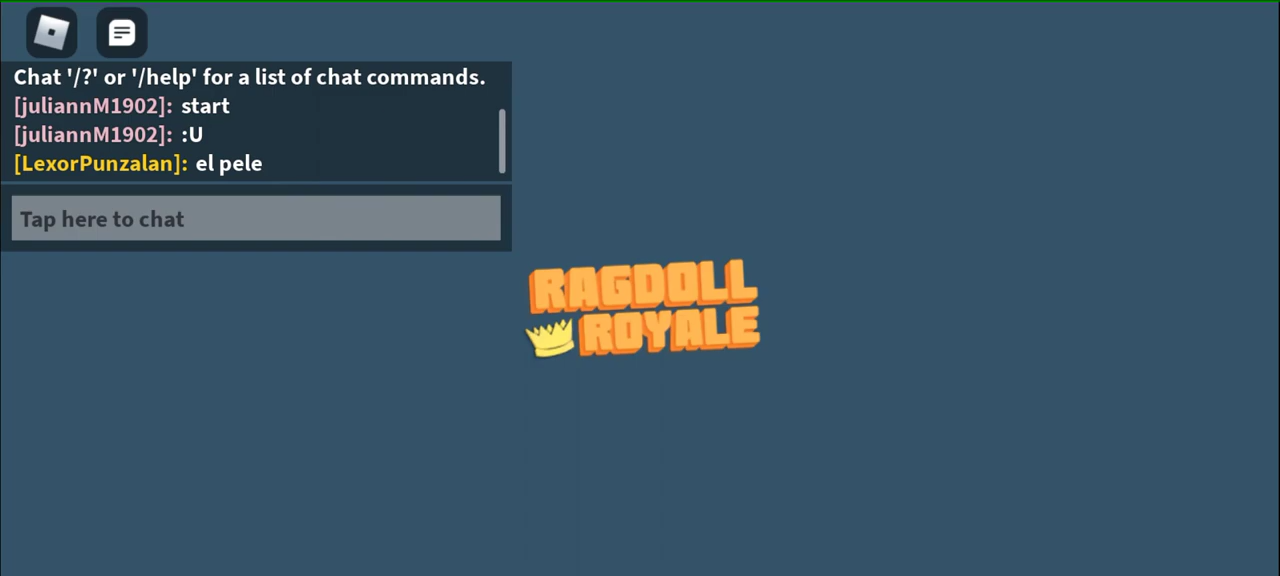 Chat '/?' or '/help' for a list of chat commands.
[juliannM1902]: start
[juliannM1902]: :U
[LexorPunzalan]: el pele
Tap here to chat
RAGDOLL
ROYALE